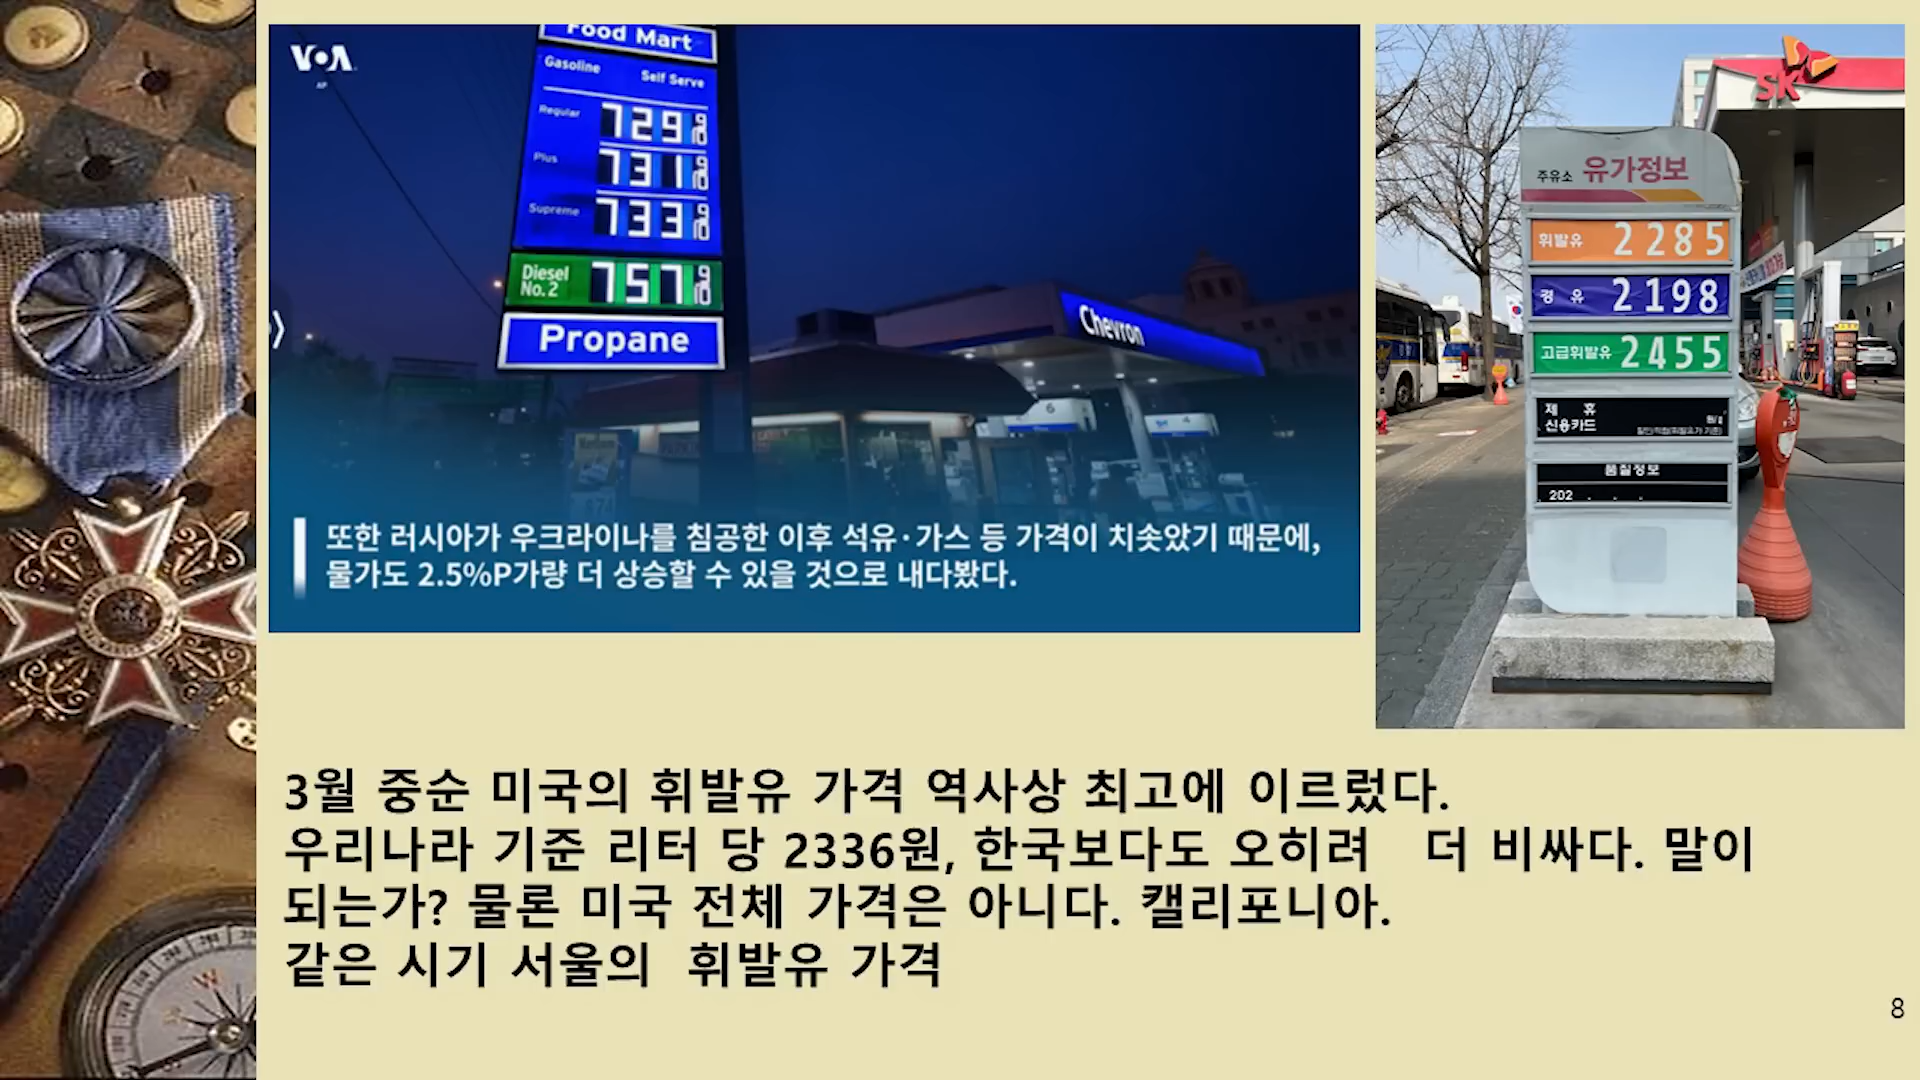 VOA
AP
Food Mart
Gasoline
Self Serve
Regular
729 9/10
Plus
731 9/10
Supreme
733 9/10
Diesel
No. 2
757 9/10
Propane
Chevron
또한 러시아가 우크라이나를 침공한 이후 석유·가스 등 가격이 치솟았기 때문에,
물가도 2.5%P가량 더 상승할 수 있을 것으로 내다봤다.
SK
주유소 유가정보
휘발유 2285
경 유 2198
고급휘발유 2455
제 휴
신용카드
품질정보
202 . . .
3월 중순 미국의 휘발유 가격 역사상 최고에 이르렀다.
우리나라 기준 리터 당 2336원, 한국보다도 오히려 더 비싸다. 말이
되는가? 물론 미국 전체 가격은 아니다. 캘리포니아.
같은 시기 서울의 휘발유 가격
8